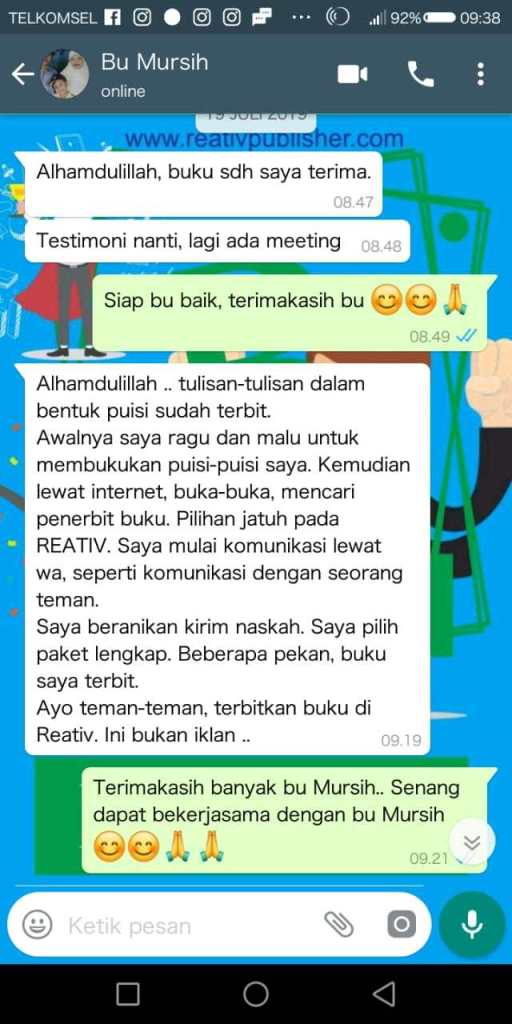 TELKOMSEL 92% 09:38
Bu Mursih
online
19 JULI 2019
www.reativpublisher.com
Alhamdulillah, buku sdh saya terima.
08.47
Testimoni nanti, lagi ada meeting 08.48
Siap bu baik, terimakasih bu 😊😊🙏
08.49
Alhamdulillah .. tulisan-tulisan dalam
bentuk puisi sudah terbit.
Awalnya saya ragu dan malu untuk
membukukan puisi-puisi saya. Kemudian
lewat internet, buka-buka, mencari
penerbit buku. Pilihan jatuh pada
REATIV. Saya mulai komunikasi lewat
wa, seperti komunikasi dengan seorang
teman.
Saya beranikan kirim naskah. Saya pilih
paket lengkap. Beberapa pekan, buku
saya terbit.
Ayo teman-teman, terbitkan buku di
Reativ. Ini bukan iklan ..
09.19
Terimakasih banyak bu Mursih.. Senang
dapat bekerjasama dengan bu Mursih
😊😊🙏🙏
09.21
Ketik pesan